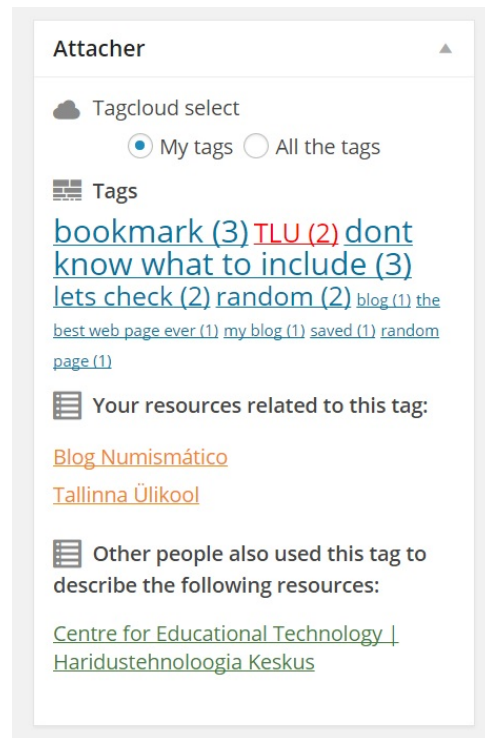 Attacher
Tagcloud select
My tags All the tags
Tags
bookmark (3) TLU (2) dont
know what to include (3)
lets check (2) random (2) blog (1) the
best web page ever (1) my blog (1) saved (1) random
page (1)
Your resources related to this tag:
Blog Numismático
Tallinna Ülikool
Other people also used this tag to
describe the following resources:
Centre for Educational Technology |
Haridustehnoloogia Keskus